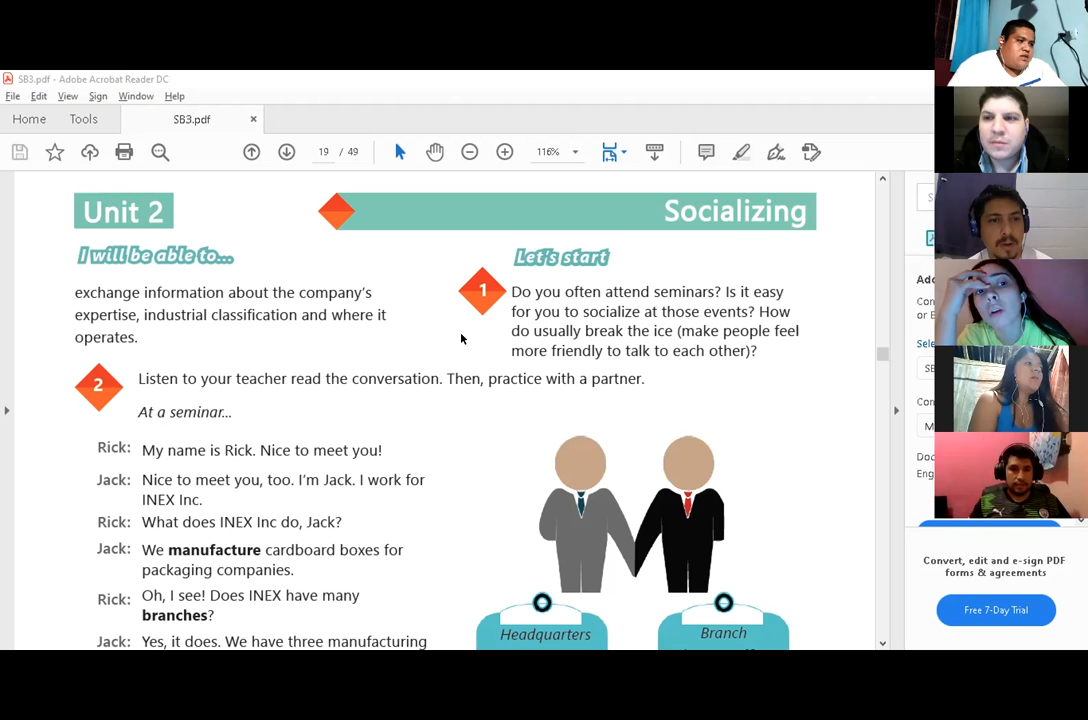 SB3.pdf - Adobe Acrobat Reader DC
File Edit View Sign Window Help
Home Tools SB3.pdf ×
19 / 49 116%
Unit 2 Socializing
I will be able to...
exchange information about the company's
expertise, industrial classification and where it
operates.
Let's start
1 Do you often attend seminars? Is it easy
for you to socialize at those events? How
do usually break the ice (make people feel
more friendly to talk to each other)?
2 Listen to your teacher read the conversation. Then, practice with a partner.
At a seminar...
Rick: My name is Rick. Nice to meet you!
Jack: Nice to meet you, too. I'm Jack. I work for
INEX Inc.
Rick: What does INEX Inc do, Jack?
Jack: We manufacture cardboard boxes for
packaging companies.
Rick: Oh, I see! Does INEX have many
branches?
Jack: Yes, it does. We have three manufacturing
Headquarters
Branch
Convert, edit and e-sign PDF
forms & agreements
Free 7-Day Trial